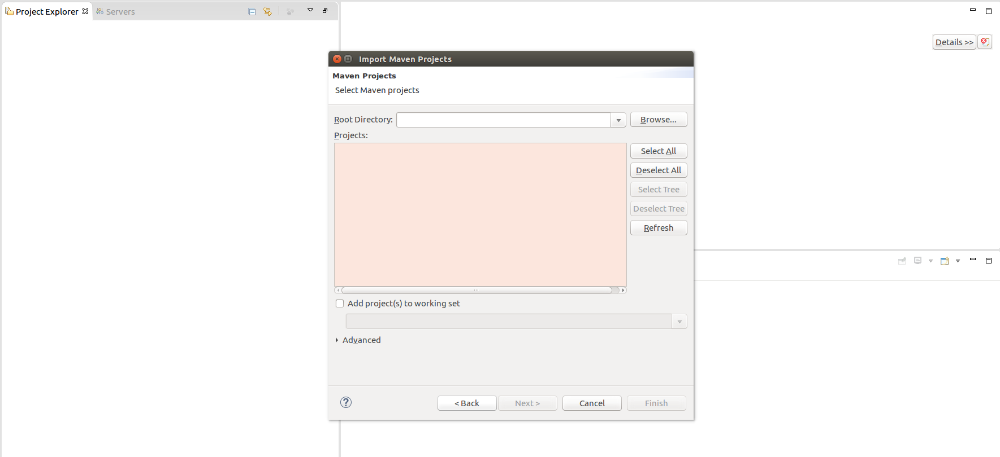 Project Explorer Servers
Details >>
Import Maven Projects
Maven Projects
Select Maven projects
Root Directory: Browse...
Projects:
Select All
Deselect All
Select Tree
Deselect Tree
Refresh
Add project(s) to working set
Advanced
? < Back Next > Cancel Finish